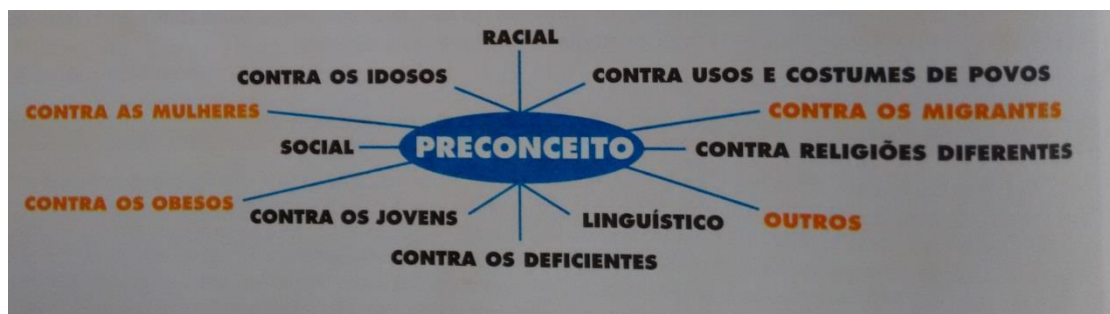 RACIAL
CONTRA OS IDOSOS
CONTRA USOS E COSTUMES DE POVOS
CONTRA AS MULHERES
CONTRA OS MIGRANTES
SOCIAL
PRECONCEITO
CONTRA RELIGIÕES DIFERENTES
CONTRA OS OBESOS
CONTRA OS JOVENS
LINGUÍSTICO
OUTROS
CONTRA OS DEFICIENTES